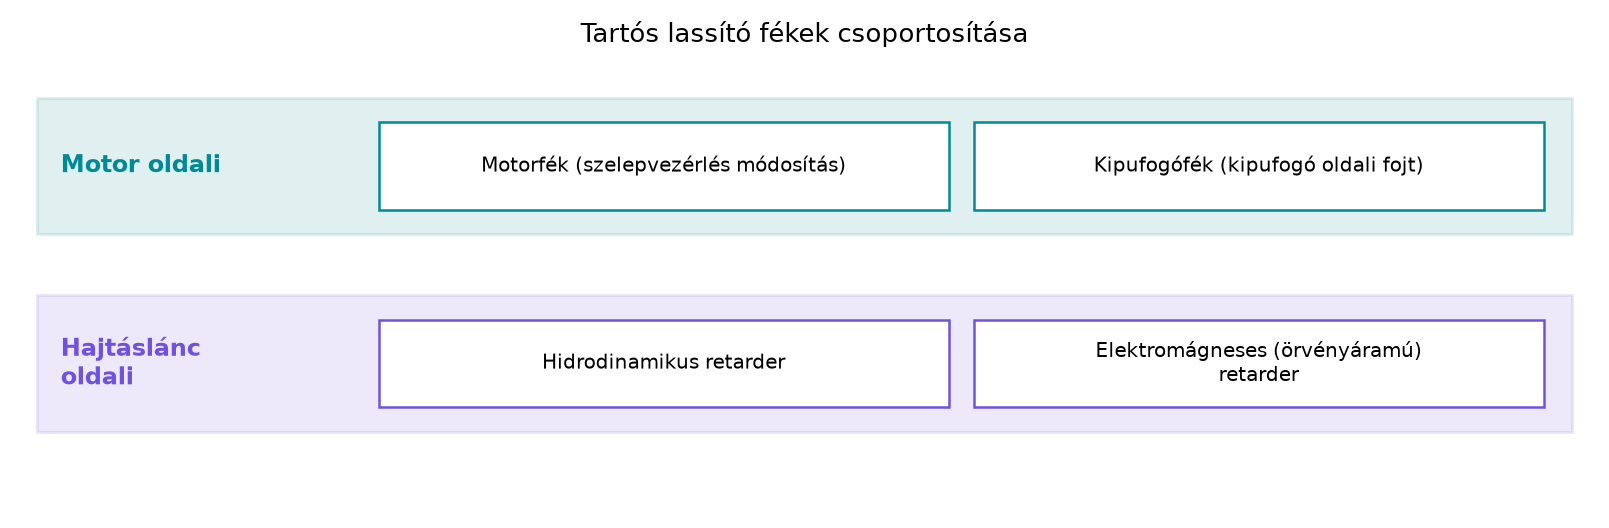 Tartós lassító fékek csoportosítása
Motor oldali
Motorfék (szelepvezérlés módosítás)
Kipufogófék (kipufogó oldali fojt)
Hajtáslánc
oldali
Hidrodinamikus retarder
Elektromágneses (örvényáramú)
retarder